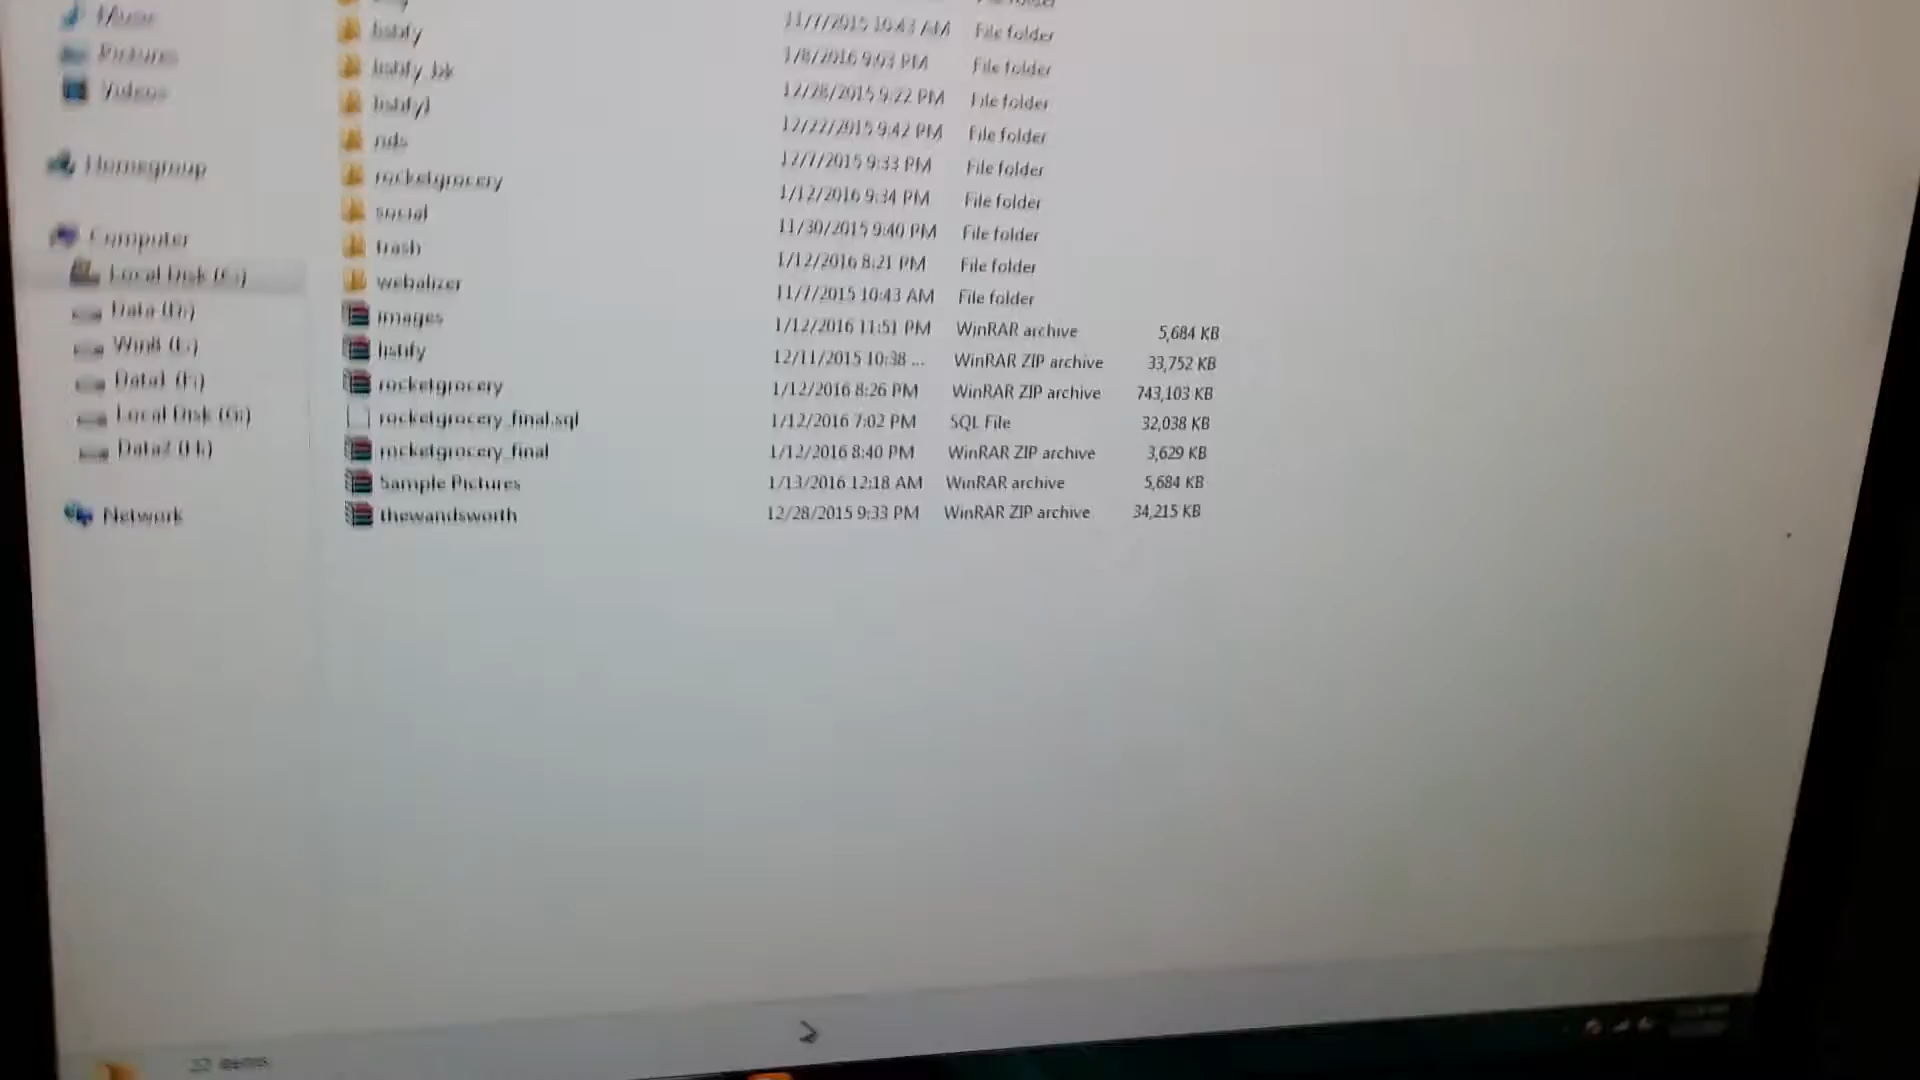 Music
Pictures
Videos
Homegroup
Computer
Local Disk (C:)
Data (D:)
Win8 (E:)
Data1 (F:)
Local Disk (G:)
Data2 (H:)
Network
listify 11/7/2015 10:43 AM File folder
listify_bk 1/8/2016 9:03 PM File folder
listify1 12/28/2015 9:22 PM File folder
nds 12/22/2015 9:42 PM File folder
rocketgrocery 12/7/2015 9:33 PM File folder
social 1/12/2016 9:34 PM File folder
trash 11/30/2015 9:40 PM File folder
webalizer 1/12/2016 8:21 PM File folder
11/7/2015 10:43 AM File folder
images 1/12/2016 11:51 PM WinRAR archive 5,684 KB
listify 12/11/2015 10:38 ... WinRAR ZIP archive 33,752 KB
rocketgrocery 1/12/2016 8:26 PM WinRAR ZIP archive 743,103 KB
rocketgrocery_final.sql 1/12/2016 7:02 PM SQL File 32,038 KB
rocketgrocery_final 1/12/2016 8:40 PM WinRAR ZIP archive 3,629 KB
Sample Pictures 1/13/2016 12:18 AM WinRAR archive 5,684 KB
thewandsworth 12/28/2015 9:33 PM WinRAR ZIP archive 34,215 KB
22 items